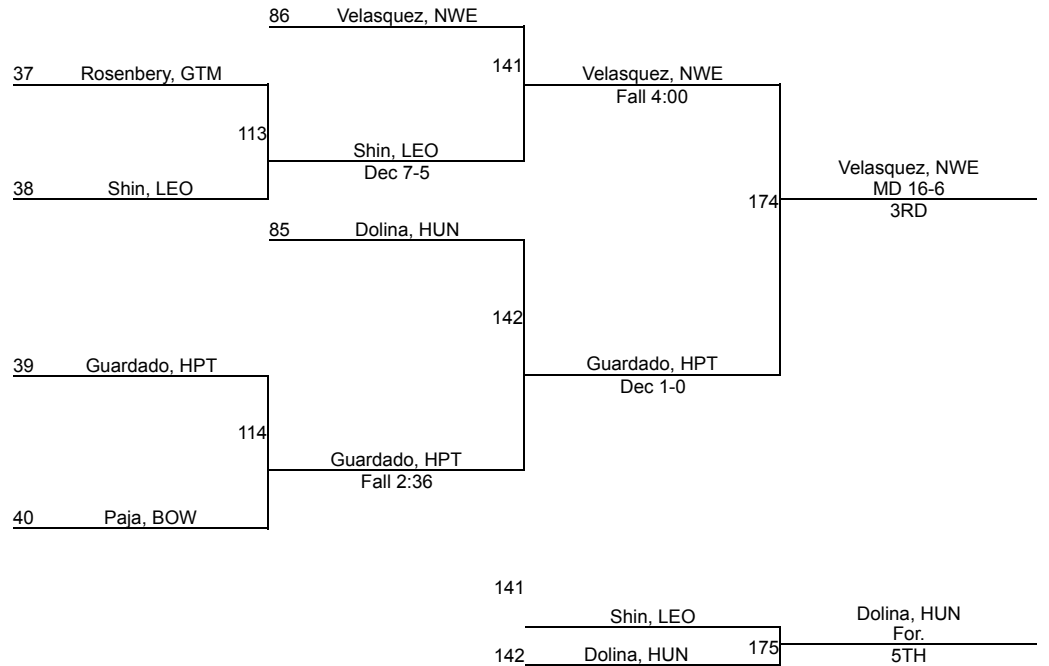 86 Velasquez, NWE
37 Rosenbery, GTM
141 Velasquez, NWE
Fall 4:00
113
Shin, LEO
Dec 7-5
38 Shin, LEO
Velasquez, NWE
MD 16-6
174
3RD
85 Dolina, HUN
142
39 Guardado, HPT
Guardado, HPT
Dec 1-0
114
Guardado, HPT
Fall 2:36
40 Paja, BOW
141
Shin, LEO
Dolina, HUN
For.
142 Dolina, HUN 175
5TH